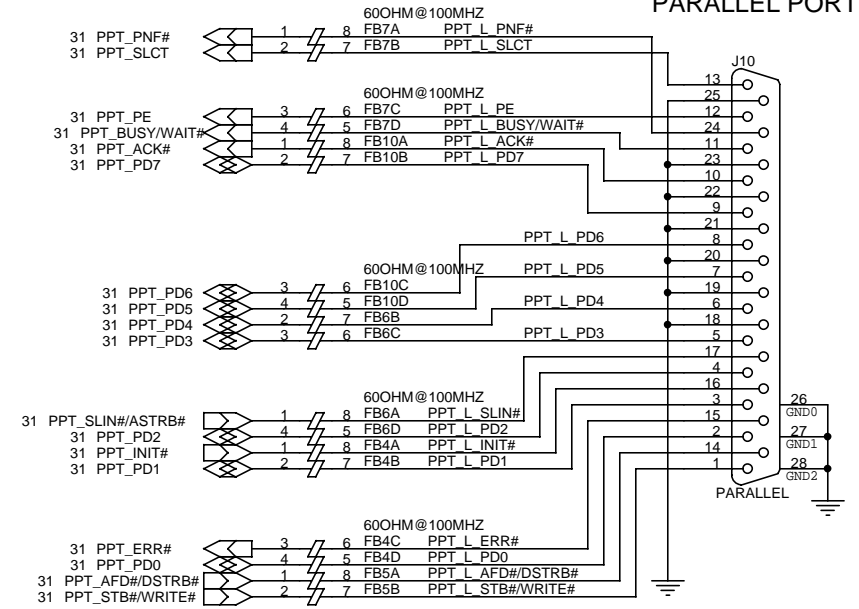 PARALLEL PORT
60OHM@100MHZ
31 PPT_PNF# 1 8 FB7A PPT_L_PNF#
31 PPT_SLCT 2 7 FB7B PPT_L_SLCT
J10
13
25
60OHM@100MHZ
31 PPT_PE 3 6 FB7C PPT_L_PE 12
24
31 PPT_BUSY/WAIT# 4 5 FB7D PPT_L_BUSY/WAIT#
11
31 PPT_ACK# 1 8 FB10A PPT_L_ACK#
23
31 PPT_PD7 2 7 FB10B PPT_L_PD7
10
22
9
21
PPT_L_PD6 8
20
60OHM@100MHZ PPT_L_PD5 7
31 PPT_PD6 3 6 FB10C
19
31 PPT_PD5 4 5 FB10D PPT_L_PD4 6
31 PPT_PD4 2 7 FB6B
18
31 PPT_PD3 3 6 FB6C PPT_L_PD3 5
17
4
16
60OHM@100MHZ
3 26
GND0
31 PPT_SLIN#/ASTRB# 1 8 FB6A PPT_L_SLIN# 15
31 PPT_PD2 4 5 FB6D PPT_L_PD2 2 27
GND1
31 PPT_INIT# 1 8 FB4A PPT_L_INIT# 14
31 PPT_PD1 2 7 FB4B PPT_L_PD1 1 28
GND2
PARALLEL
60OHM@100MHZ
31 PPT_ERR# 3 6 FB4C PPT_L_ERR#
31 PPT_PD0 4 5 FB4D PPT_L_PD0
31 PPT_AFD#/DSTRB# 1 8 FB5A PPT_L_AFD#/DSTRB#
31 PPT_STB#/WRITE# 2 7 FB5B PPT_L_STB#/WRITE#